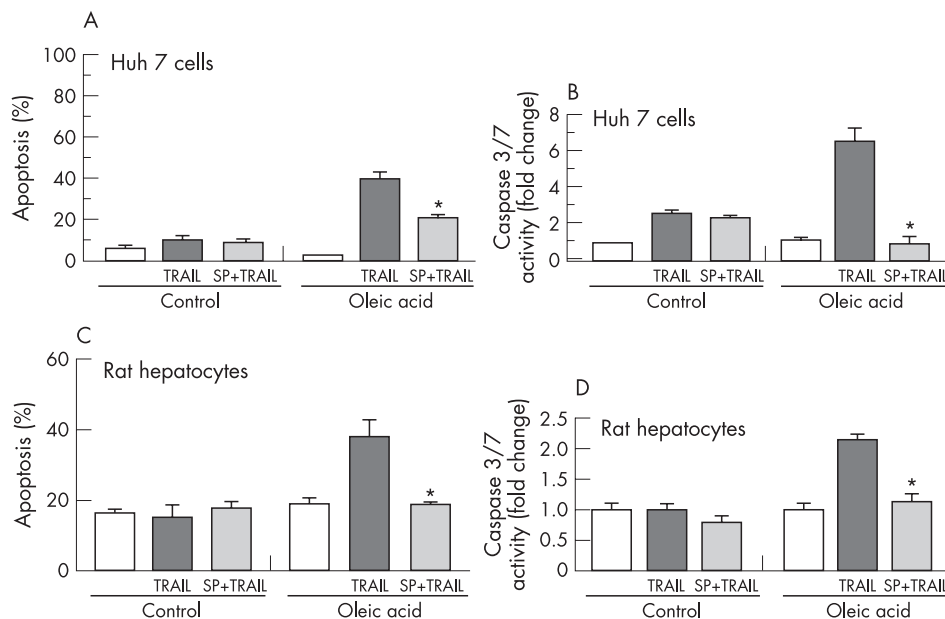 A
Huh 7 cells
Apoptosis (%)
100
80
60
40
20
0
TRAIL SP+TRAIL TRAIL SP+TRAIL
Control Oleic acid
B
Huh 7 cells
Caspase 3/7
activity (fold change)
8
6
4
2
0
*
TRAIL SP+TRAIL TRAIL SP+TRAIL
Control Oleic acid
C
Rat hepatocytes
Apoptosis (%)
60
40
20
0
*
TRAIL SP+TRAIL TRAIL SP+TRAIL
Control Oleic acid
D
Rat hepatocytes
Caspase 3/7
activity (fold change)
2.5
2.0
1.5
1.0
0.5
0
*
TRAIL SP+TRAIL TRAIL SP+TRAIL
Control Oleic acid